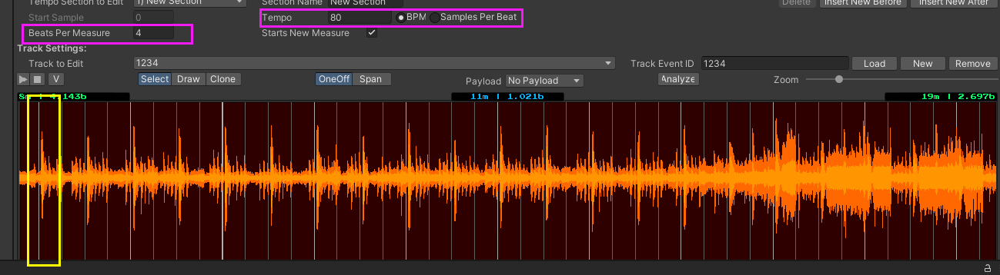 Tempo Section to Edit 1) New Section Section Name New Section Delete Insert New Before Insert New After
Start Sample 0 Tempo 80 BPM Samples Per Beat
Beats Per Measure 4 Starts New Measure
Track Settings:
Track to Edit 1234 Track Event ID 1234 Load New Remove
V Select Draw Clone OneOff Span Payload No Payload Analyze Zoom
8m | 4.143b 11m | 1.021b 19m | 2.697b